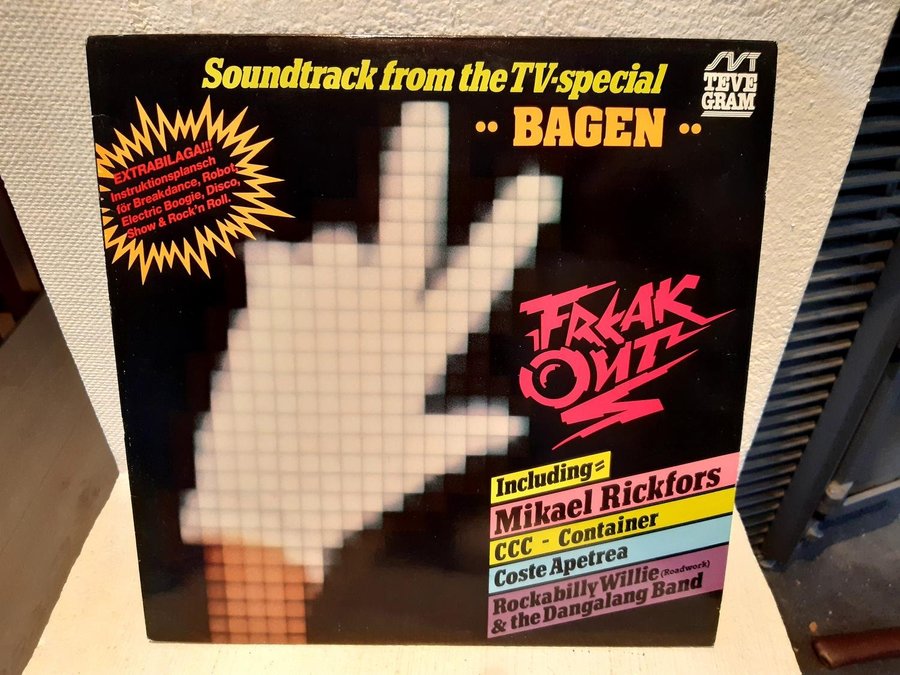 Soundtrack from the TV-special
·· BAGEN ··
SVT
TEVE
GRAM
EXTRABILAGA!!!
Instruktionsplansch
för Breakdance, Robot,
Electric Boogie, Disco,
Show & Rock'n Roll.
FREAK
OUT
Including=
Mikael Rickfors
CCC - Container
Coste Apetrea
Rockabilly Willie (Roadwork)
& the Dangalang Band